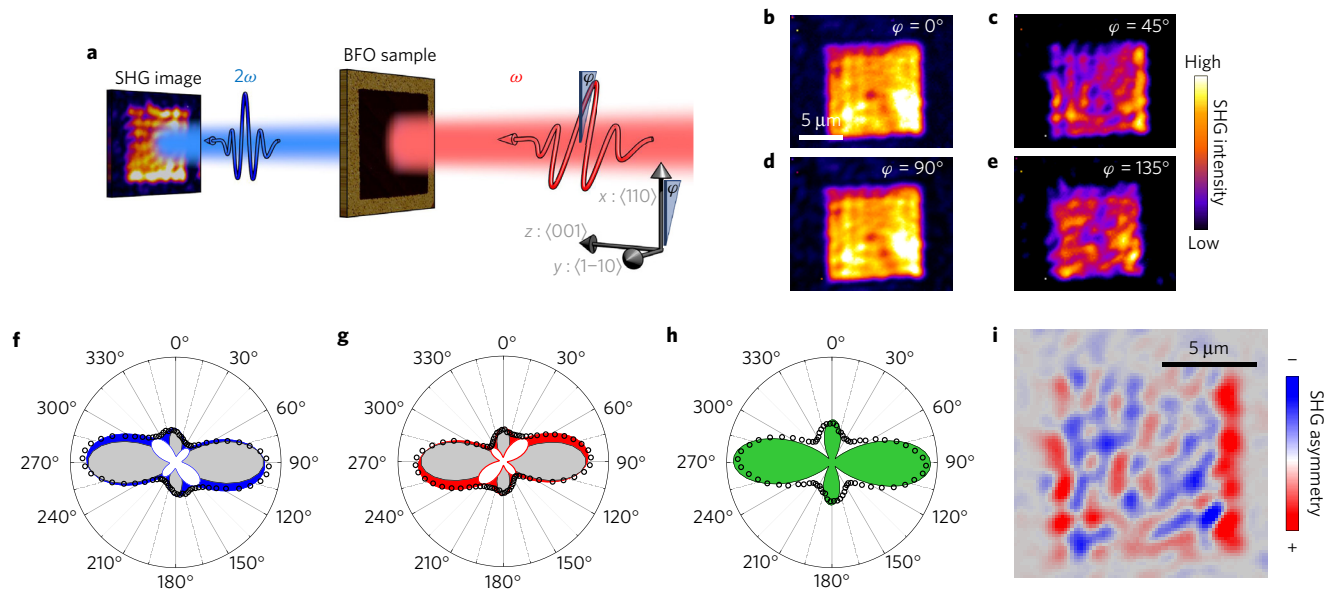 a
SHG image
2ω
BFO sample
ω
φ
x : ⟨110⟩
φ
z : ⟨001⟩
y : ⟨1−10⟩
b
φ = 0°
5 μm
c
φ = 45°
d
φ = 90°
e
φ = 135°
High
SHG intensity
Low
f
0°
30°
60°
90°
120°
150°
180°
210°
240°
270°
300°
330°
g
0°
30°
60°
90°
120°
150°
180°
210°
240°
270°
300°
330°
h
0°
30°
60°
90°
120°
150°
180°
210°
240°
270°
300°
330°
i
5 μm
−
SHG asymmetry
+